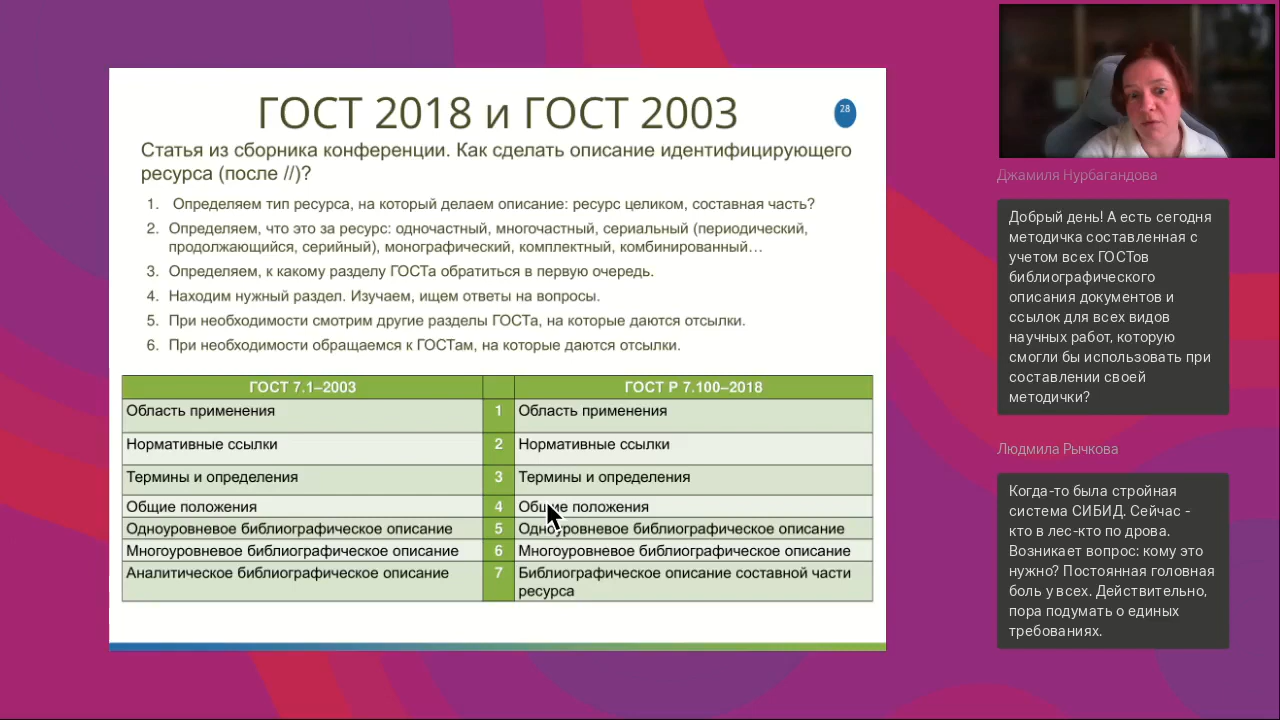 ГОСТ 2018 и ГОСТ 2003
28
Статья из сборника конференции. Как сделать описание идентифицирующего
ресурса (после //)?
1. Определяем тип ресурса, на который делаем описание: ресурс целиком, составная часть?
2. Определяем, что это за ресурс: одночастный, многочастный, сериальный (периодический,
продолжающийся, серийный), монографический, комплектный, комбинированный…
3. Определяем, к какому разделу ГОСТа обратиться в первую очередь.
4. Находим нужный раздел. Изучаем, ищем ответы на вопросы.
5. При необходимости смотрим другие разделы ГОСТа, на которые даются отсылки.
6. При необходимости обращаемся к ГОСТам, на которые даются отсылки.
ГОСТ 7.1–2003 ГОСТ Р 7.100–2018
Область применения 1 Область применения
Нормативные ссылки 2 Нормативные ссылки
Термины и определения 3 Термины и определения
Общие положения 4 Общие положения
Одноуровневое библиографическое описание 5 Одноуровневое библиографическое описание
Многоуровневое библиографическое описание 6 Многоуровневое библиографическое описание
Аналитическое библиографическое описание 7 Библиографическое описание составной части
ресурса
Джамиля Нурбагандова
Добрый день! А есть сегодня
методичка составленная с
учетом всех ГОСТов
библиографического
описания документов и
ссылок для всех видов
научных работ, которую
смогли бы использовать при
составлении своей
методички?
Людмила Рычкова
Когда-то была стройная
система СИБИД. Сейчас -
кто в лес-кто по дрова.
Возникает вопрос: кому это
нужно? Постоянная головная
боль у всех. Действительно,
пора подумать о единых
требованиях.